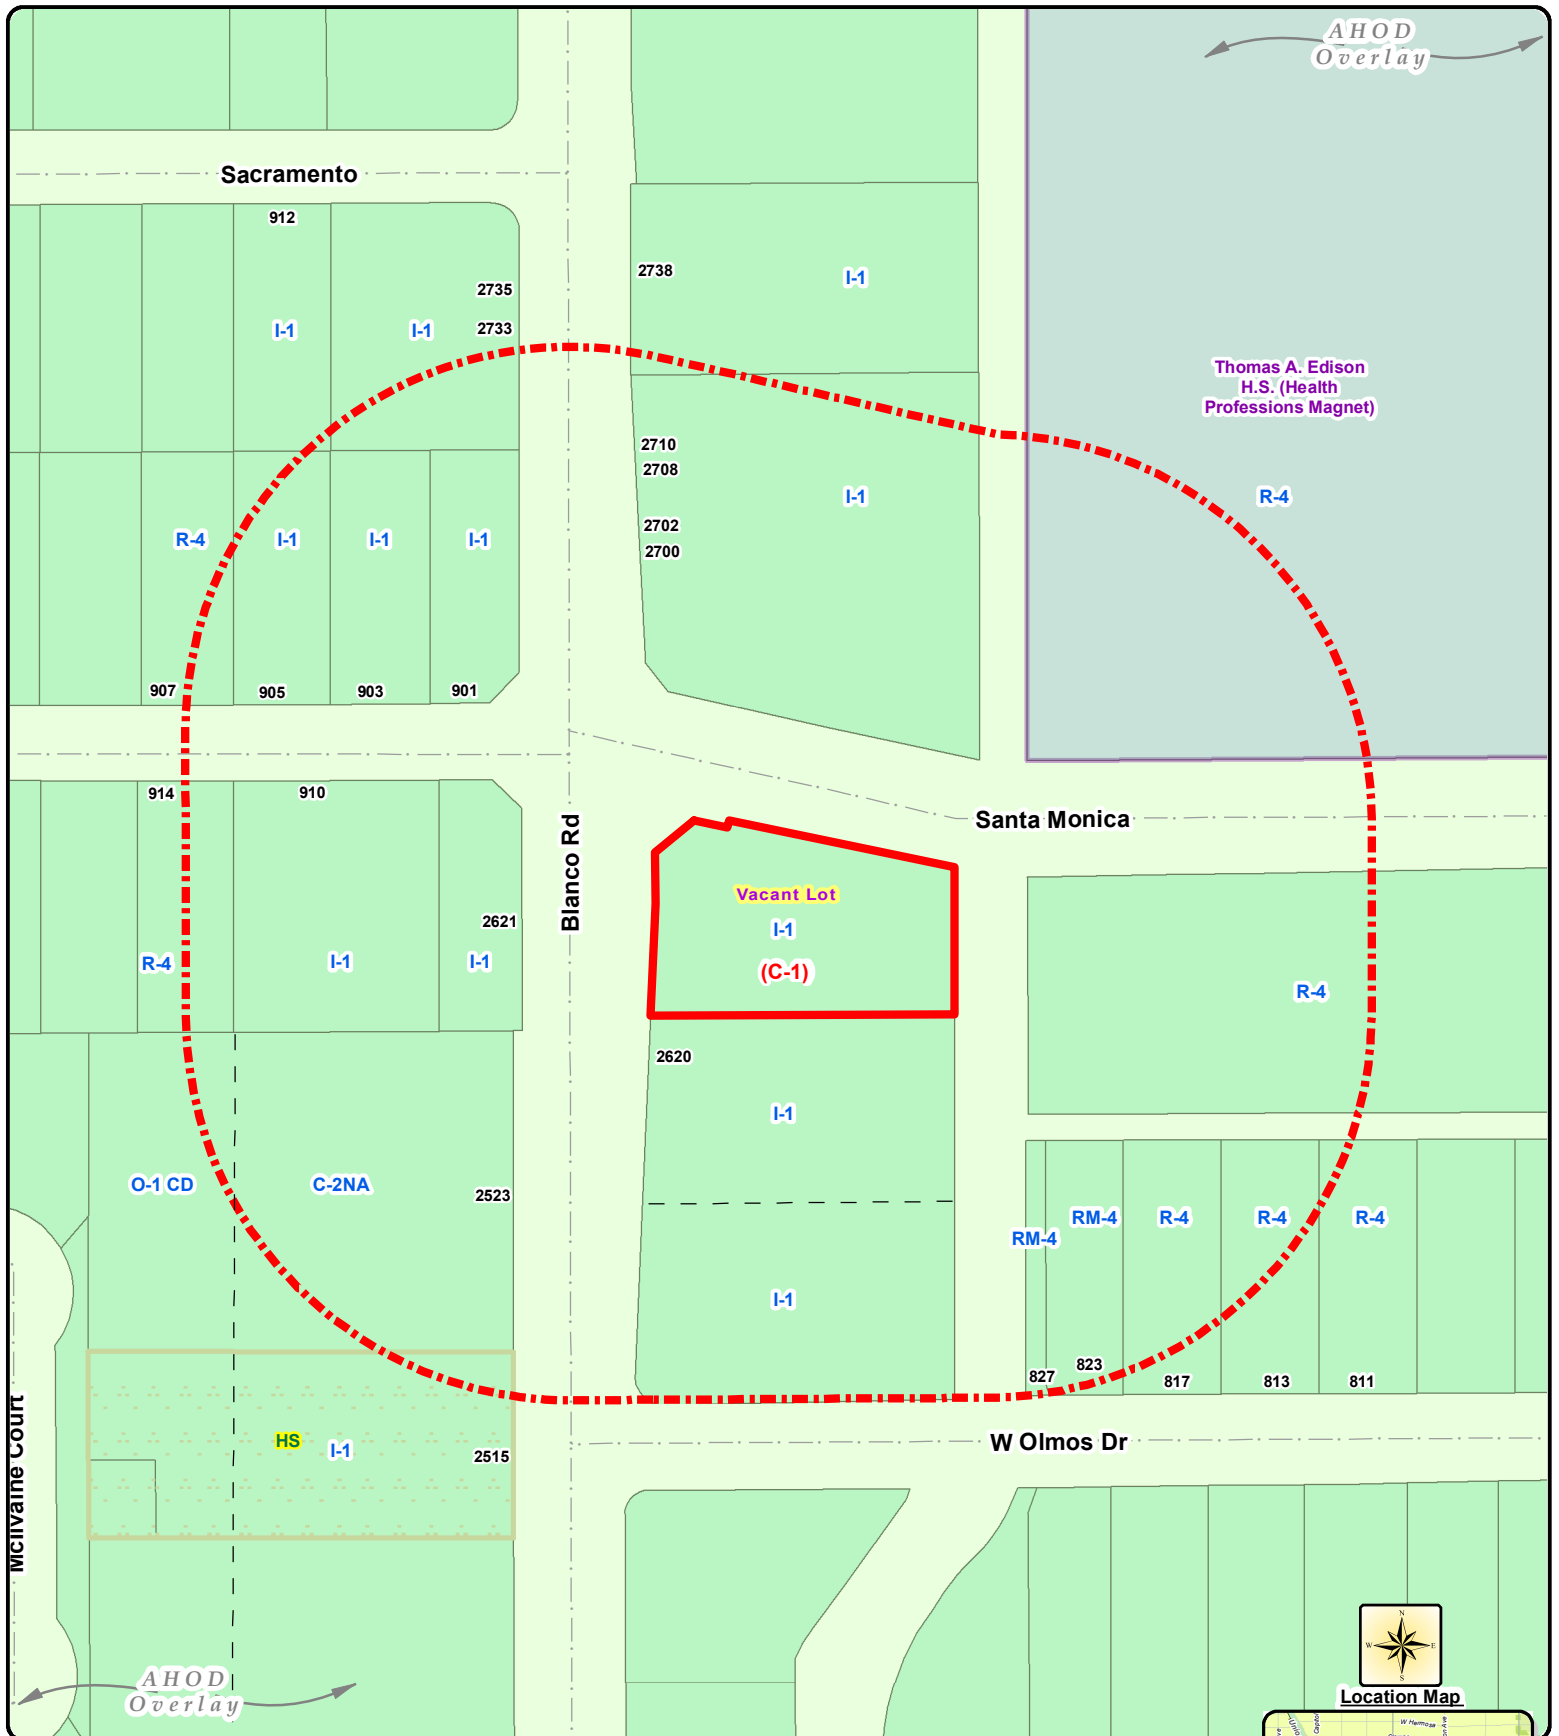 AHOD
Overlay
Sacramento
912
2735
2738
I-1
I-1
I-1
2733
Thomas A. Edison
H.S. (Health
Professions Magnet)
2710
2708
I-1
R-4
2702
2700
R-4
I-1
I-1
I-1
907
905
903
901
914
910
Santa Monica
Blanco Rd
Vacant Lot
I-1
(C-1)
2621
R-4
I-1
I-1
R-4
2620
I-1
O-1 CD
C-2NA
2523
RM-4
R-4
R-4
R-4
RM-4
I-1
827
823
817
813
811
McIlvaine Court
HS
I-1
2515
W Olmos Dr
N
W
E
S
AHOD
Overlay
Location Map
W Hermosa